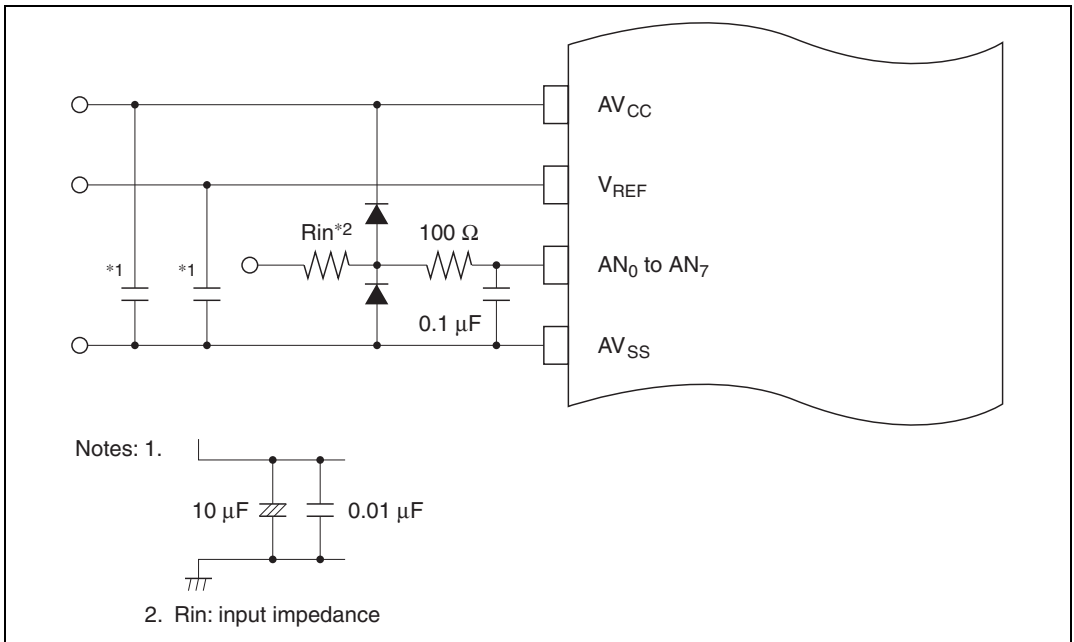 AVCC
VREF
Rin*2
100 Ω
*1
*1
AN0 to AN7
0.1 μF
AVSS
Notes: 1.
10 μF
0.01 μF
2. Rin: input impedance